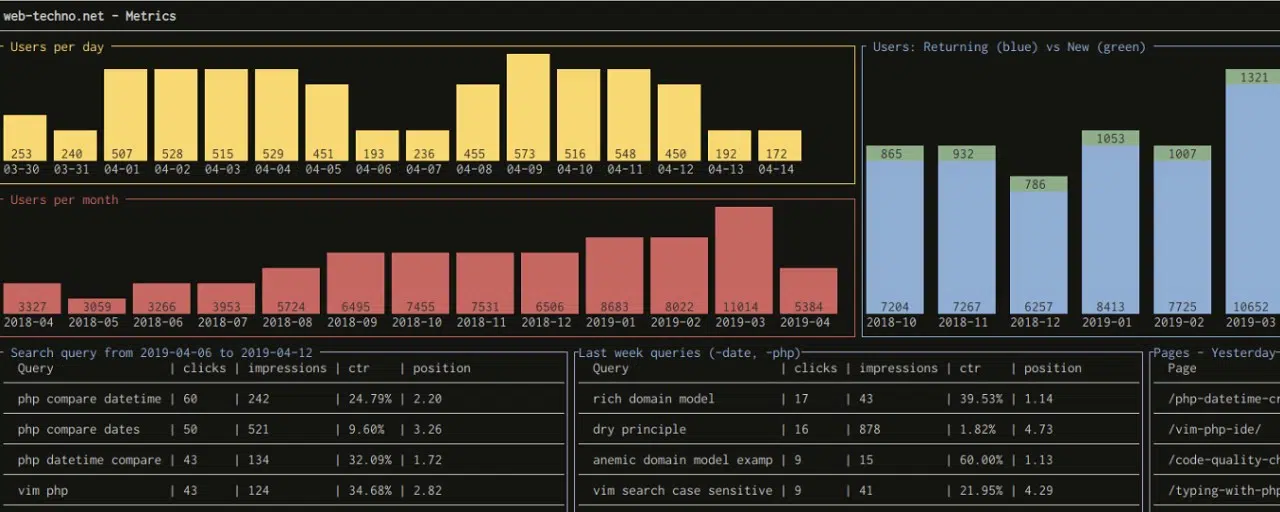 web-techno.net - Metrics
Users per day
253 240 507 528 515 529 451 193 236 455 573 516 548 450 192 172
03-30 03-31 04-01 04-02 04-03 04-04 04-05 04-06 04-07 04-08 04-09 04-10 04-11 04-12 04-13 04-14
Users per month
3327 3059 3266 3953 5724 6495 7455 7531 6506 8683 8022 11014 5384
2018-04 2018-05 2018-06 2018-07 2018-08 2018-09 2018-10 2018-11 2018-12 2019-01 2019-02 2019-03 2019-04
Users: Returning (blue) vs New (green)
865 932 786 1053 1007 1321
7204 7267 6257 8413 7725 10652
2018-10 2018-11 2018-12 2019-01 2019-02 2019-03
Search query from 2019-04-06 to 2019-04-12
Query | clicks | impressions | ctr | position
php compare datetime | 60 | 242 | 24.79% | 2.20
php compare dates | 50 | 521 | 9.60% | 3.26
php datetime compare | 43 | 134 | 32.09% | 1.72
vim php | 43 | 124 | 34.68% | 2.82
Last week queries (-date, -php)
Query | clicks | impressions | ctr | position
rich domain model | 17 | 43 | 39.53% | 1.14
dry principle | 16 | 878 | 1.82% | 4.73
anemic domain model examp | 9 | 15 | 60.00% | 1.13
vim search case sensitive | 9 | 41 | 21.95% | 4.29
Pages - Yesterday
Page
/php-datetime-cr
/vim-php-ide/
/code-quality-ch
/typing-with-php